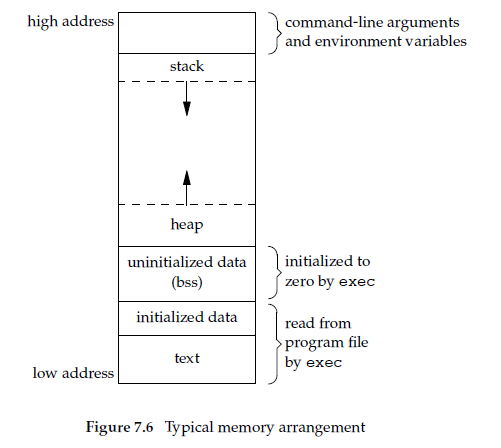 high address
command-line arguments
and environment variables
stack
heap
uninitialized data
(bss)
initialized to
zero by exec
initialized data
read from
program file
by exec
text
low address
Figure 7.6 Typical memory arrangement